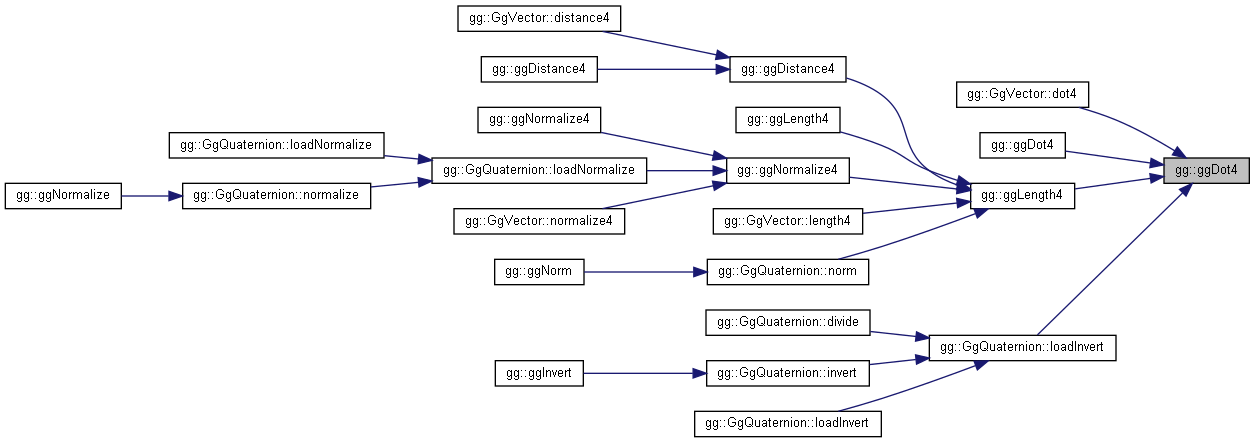 gg::GgVector::distance4
gg::ggDistance4
gg::ggDistance4
gg::GgVector::dot4
gg::ggNormalize4
gg::ggLength4
gg::ggDot4
gg::GgQuaternion::loadNormalize
gg::GgQuaternion::loadNormalize
gg::ggNormalize4
gg::ggDot4
gg::ggNormalize
gg::GgQuaternion::normalize
gg::ggLength4
gg::GgVector::normalize4
gg::GgVector::length4
gg::ggNorm
gg::GgQuaternion::norm
gg::GgQuaternion::divide
gg::GgQuaternion::loadInvert
gg::ggInvert
gg::GgQuaternion::invert
gg::GgQuaternion::loadInvert